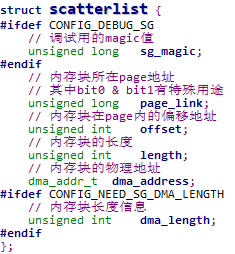 struct scatterlist {
#ifdef CONFIG_DEBUG_SG
// 调试用的magic值
unsigned long sg_magic;
#endif
// 内存块所在page地址
// 其中bit0 & bit1有特殊用途
unsigned long page_link;
// 内存块在page内的偏移地址
unsigned int offset;
// 内存块的长度
unsigned int length;
// 内存块的物理地址
dma_addr_t dma_address;
#ifdef CONFIG_NEED_SG_DMA_LENGTH
// 内存块长度信息
unsigned int dma_length;
#endif
};